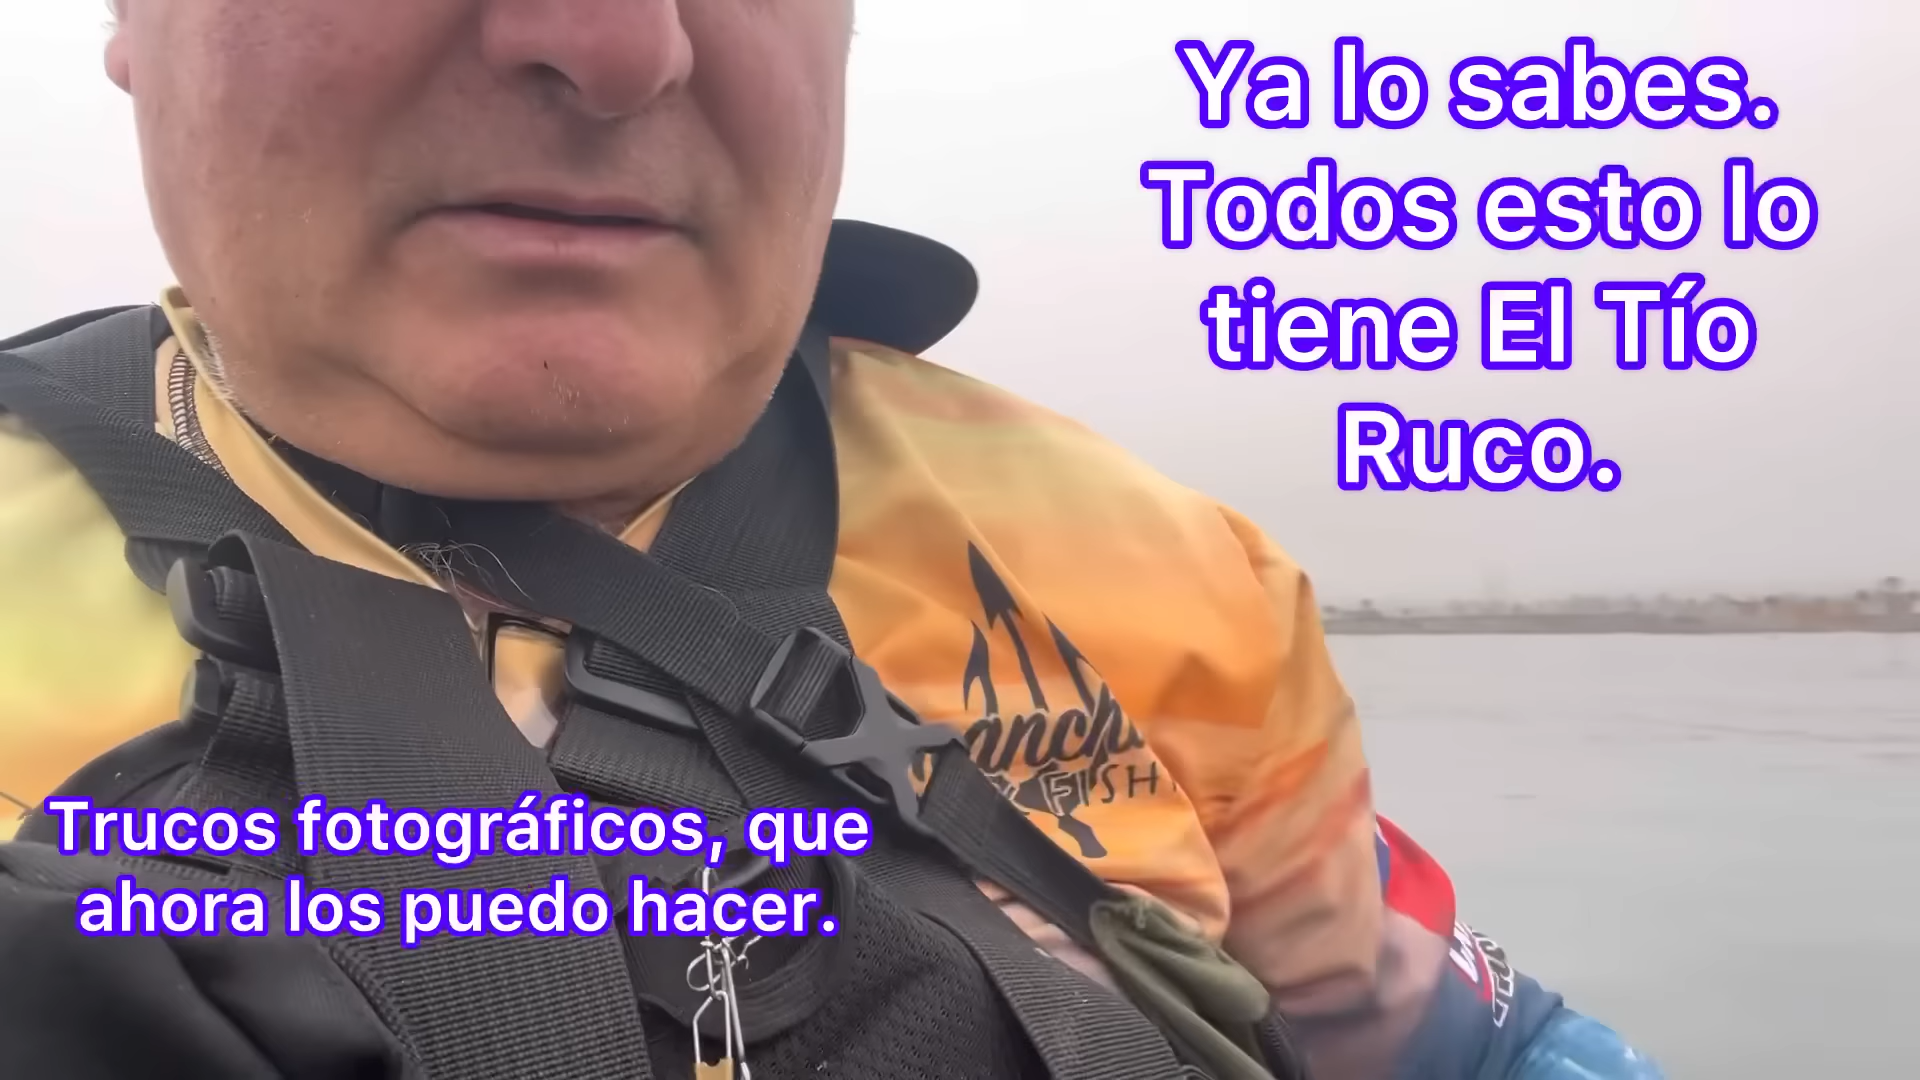 Ya lo sabes.
Todos esto lo
tiene El Tío
Ruco.
Trucos fotográficos, que
ahora los puedo hacer.